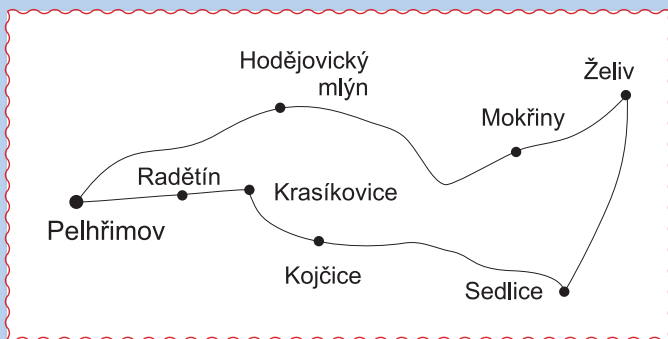 Hodějovický
mlýn
Želiv
Mokřiny
Radětín
Krasíkovice
Pelhřimov
Kojčice
Sedlice